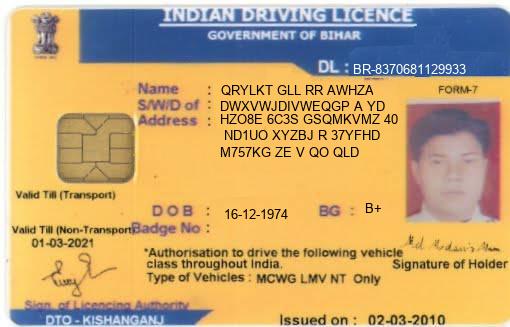 INDIAN DRIVING LICENCE
GOVERNMENT OF BIHAR
DL : BR-8370681129933
Name : QRYLKT GLL RR AWHZA FORM-7
S/W/D of : DWXVWJDIVWEQGP A YD
Address : HZO8E 6C3S GSQMKVMZ 40
ND1UO XYZBJ R 37YFHD
M757KG ZE V QO QLD
Valid Till (Transport)
DOB : 16-12-1974 BG : B+
Valid Till (Non-Transport) Badge No :
01-03-2021
*Authorisation to drive the following vehicle
class throughout India.
Signature of Holder
Type of Vehicles : MCWG LMV NT Only
Sign. of Licencing Authority
DTO - KISHANGANJ
Issued on : 02-03-2010